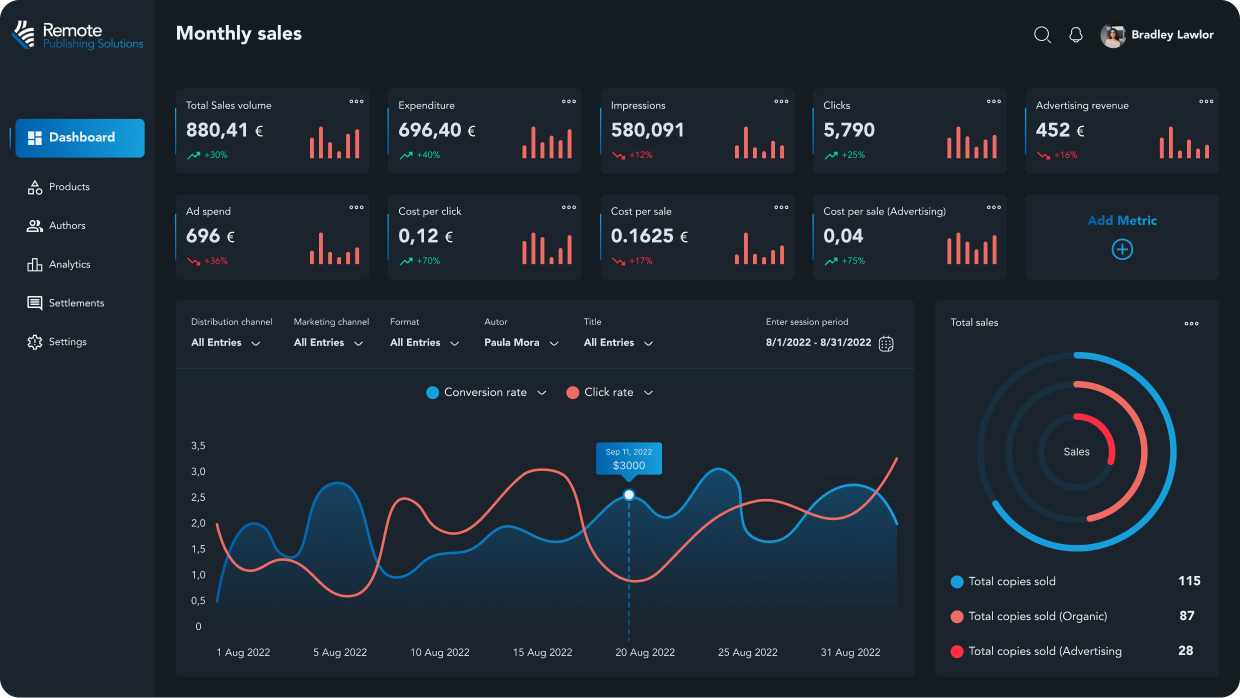 Remote
Publishing Solutions
Monthly sales
Bradley Lawlor
Dashboard
Products
Authors
Analytics
Settlements
Settings
Total Sales volume
880,41 €
+30%
Expenditure
696,40 €
+40%
Impressions
580,091
+12%
Clicks
5,790
+25%
Advertising revenue
452 €
+16%
Ad spend
696 €
+36%
Cost per click
0,12 €
+70%
Cost per sale
0.1625 €
+17%
Cost per sale (Advertising)
0,04
+75%
Add Metric
Distribution channel
All Entries
Marketing channel
All Entries
Format
All Entries
Autor
Paula Mora
Title
All Entries
Enter session period
8/1/2022 - 8/31/2022
Conversion rate
Click rate
3,5
3,0
2,5
2,0
1,5
1,0
0,5
0
Sep 11, 2022
$3000
1 Aug 2022
5 Aug 2022
10 Aug 2022
15 Aug 2022
20 Aug 2022
25 Aug 2022
31 Aug 2022
Total sales
Sales
Total copies sold 115
Total copies sold (Organic) 87
Total copies sold (Advertising 28